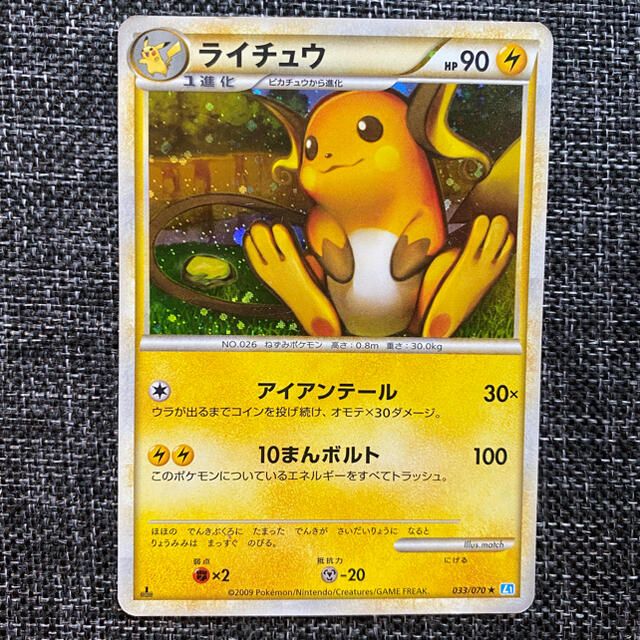 ライチュウ HP 90
1進化 ピカチュウから進化
NO.026 ねずみポケモン 高さ:0.8m 重さ:30.0kg
アイアンテール 30×
ウラが出るまでコインを投げ続け、オモテ×30ダメージ。
10まんボルト 100
このポケモンについているエネルギーをすべてトラッシュ。
ほほの でんきぶくろに たまった でんきが さいだいりょうに なると
りょうみみは まっすぐ のびる。
Illus.match
弱点 抵抗力 にげる
×2 -20
1 033/070 ★ L1
©2009 Pokémon/Nintendo/Creatures/GAME FREAK.